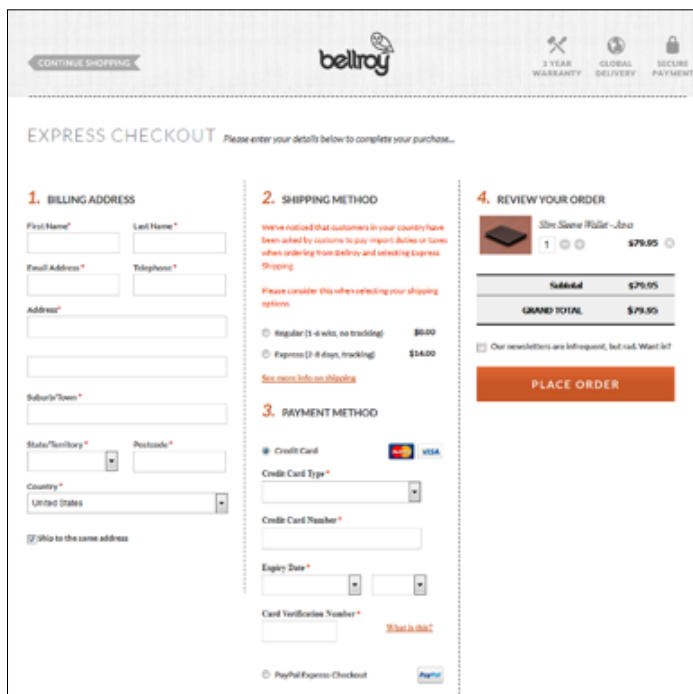 CONTINUE SHOPPING
bellroy
3 YEAR
WARRANTY
GLOBAL
DELIVERY
SECURE
PAYMENT
EXPRESS CHECKOUT Please enter your details below to complete your purchase...
1. BILLING ADDRESS
First Name* Last Name *
Email Address * Telephone *
Address*
Suburb/Town *
State/Territory * Postcode *
Country *
United States
Ship to the same address
2. SHIPPING METHOD
We've noticed that customers in your country have
been asked by customs to pay import duties or taxes
when ordering from Bellroy and selecting Express
Shipping.
Please consider this when selecting your shipping
options.
Regular (1-6 wks, no tracking) $0.00
Express (2-8 days, tracking) $14.00
See more info on shipping
3. PAYMENT METHOD
Credit Card VISA
Credit Card Type *
Credit Card Number *
Expiry Date *
Card Verification Number *
What is this?
PayPal Express Checkout PayPal
4. REVIEW YOUR ORDER
Slim Sleeve Wallet - Java
1 $79.95
Subtotal $79.95
GRAND TOTAL $79.95
Our newsletters are infrequent, but rad. Want in?
PLACE ORDER